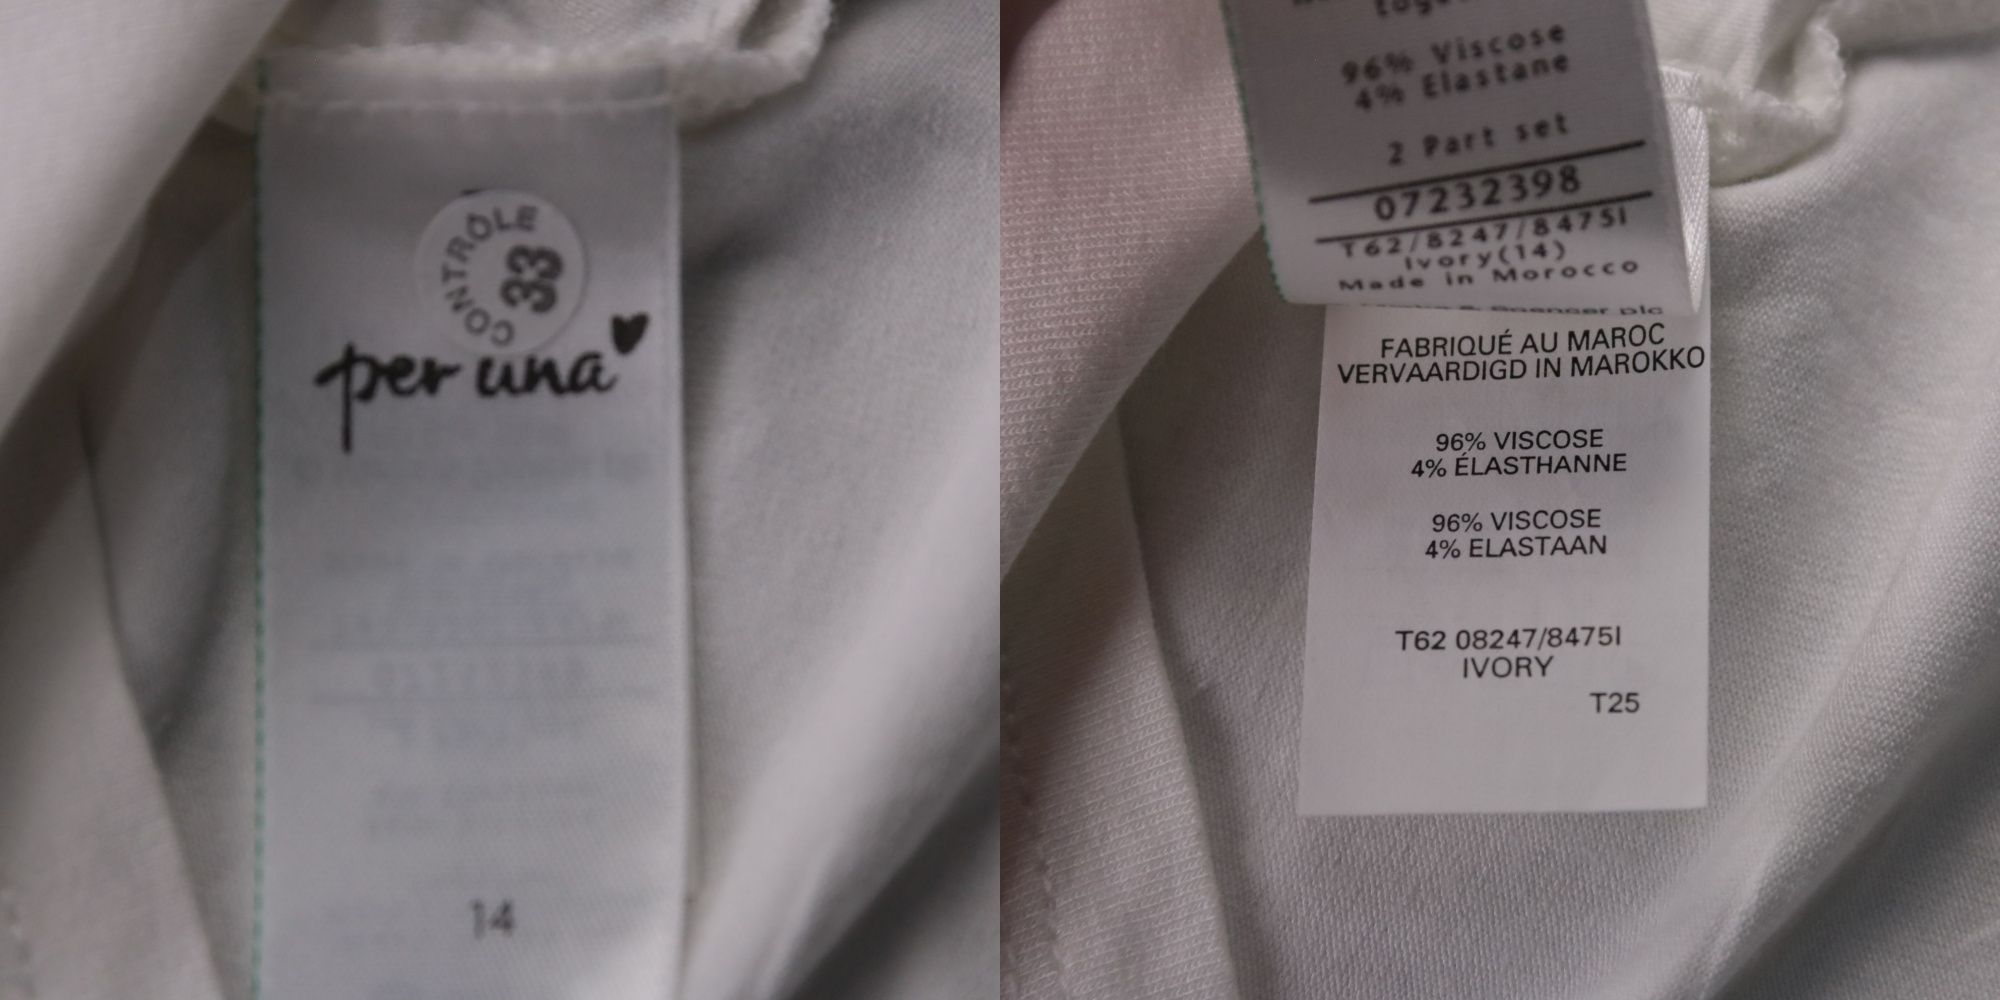 CONTRÔLE
33
per una
14
96% Viscose
4% Elastane
2 Part set
07232398
T62/8247/8475I
Ivory(14)
Made in Morocco
Spencer plc
FABRIQUÉ AU MAROC
VERVAARDIGD IN MAROKKO
96% VISCOSE
4% ÉLASTHANNE
96% VISCOSE
4% ELASTAAN
T62 08247/8475I
IVORY
T25